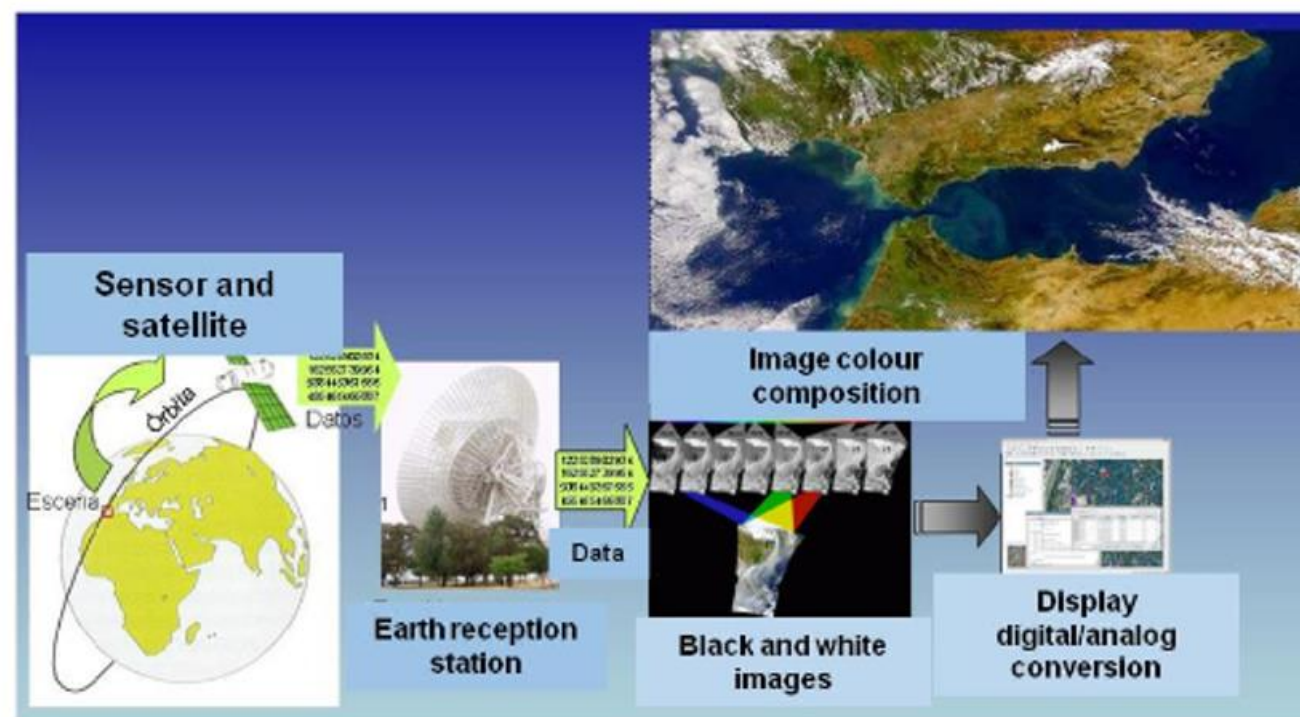 Sensor and
satellite
Órbita
Datos
Escena
Earth reception
station
Data
Image colour
composition
Black and white
images
Display
digital/analog
conversion